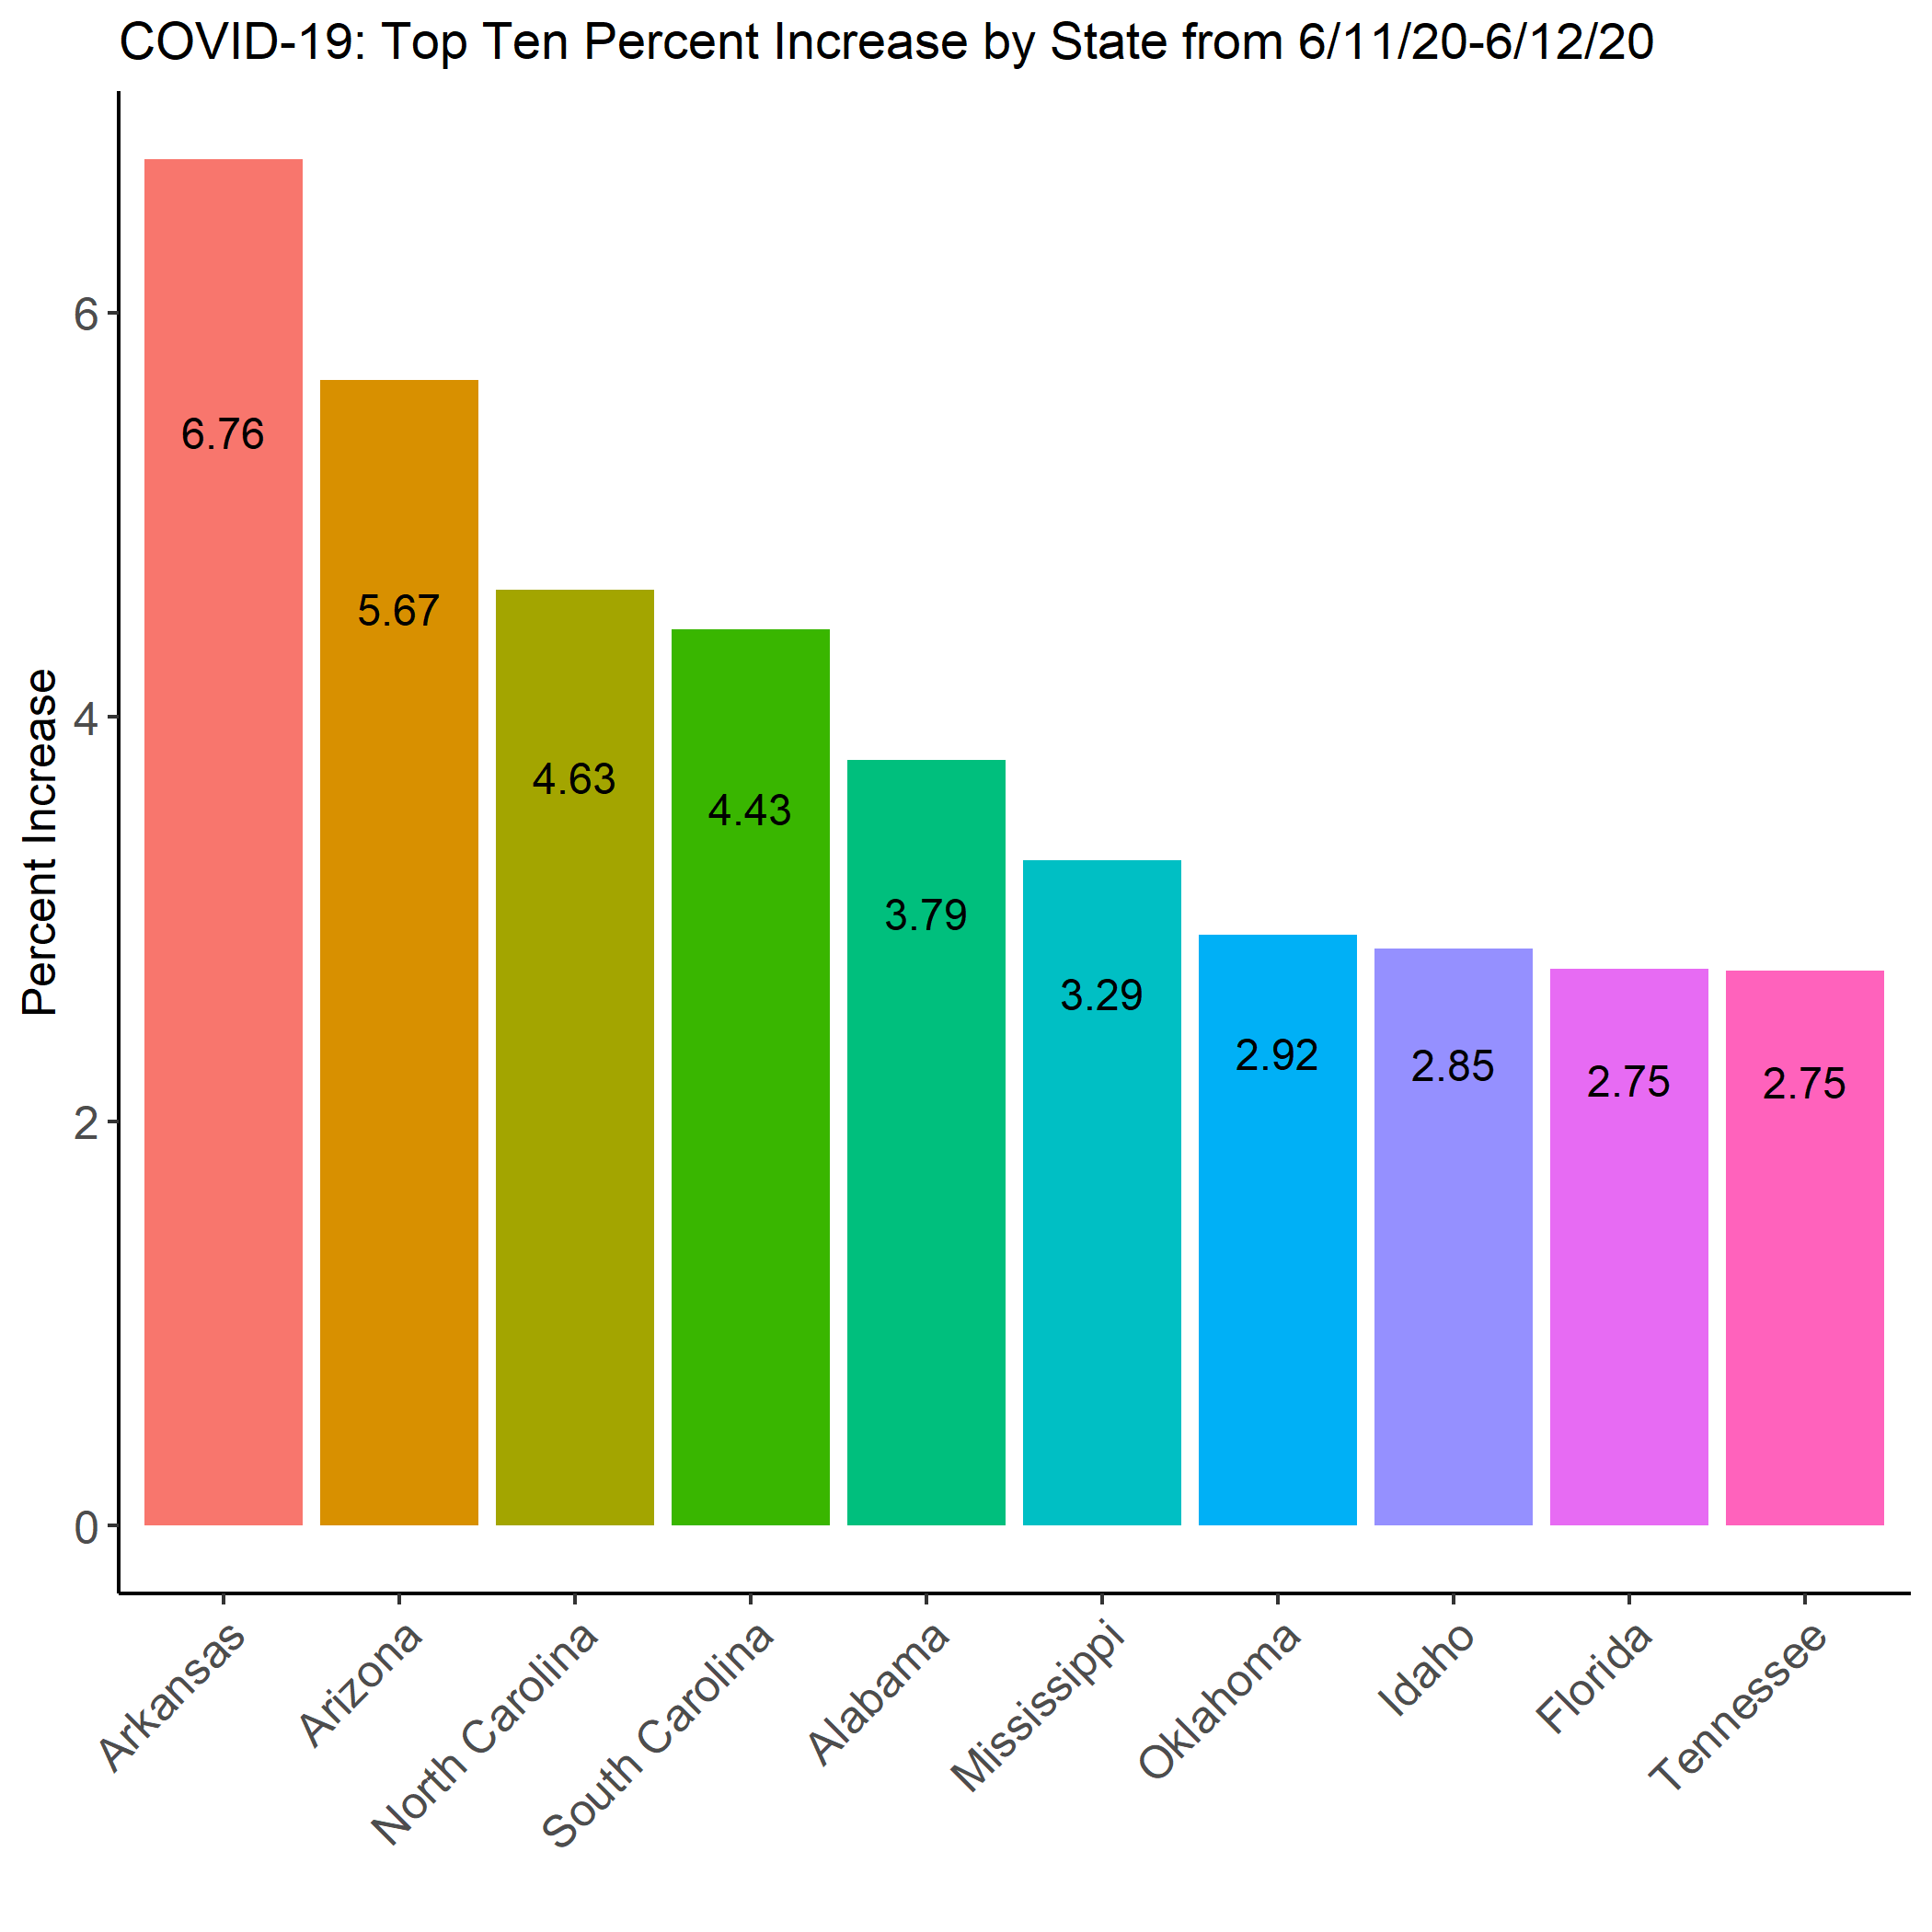 COVID-19: Top Ten Percent Increase by State from 6/11/20-6/12/20
Percent Increase
6
4
2
0
6.76
5.67
4.63
4.43
3.79
3.29
2.92
2.85
2.75
2.75
Arkansas
Arizona
North Carolina
South Carolina
Alabama
Mississippi
Oklahoma
Idaho
Florida
Tennessee